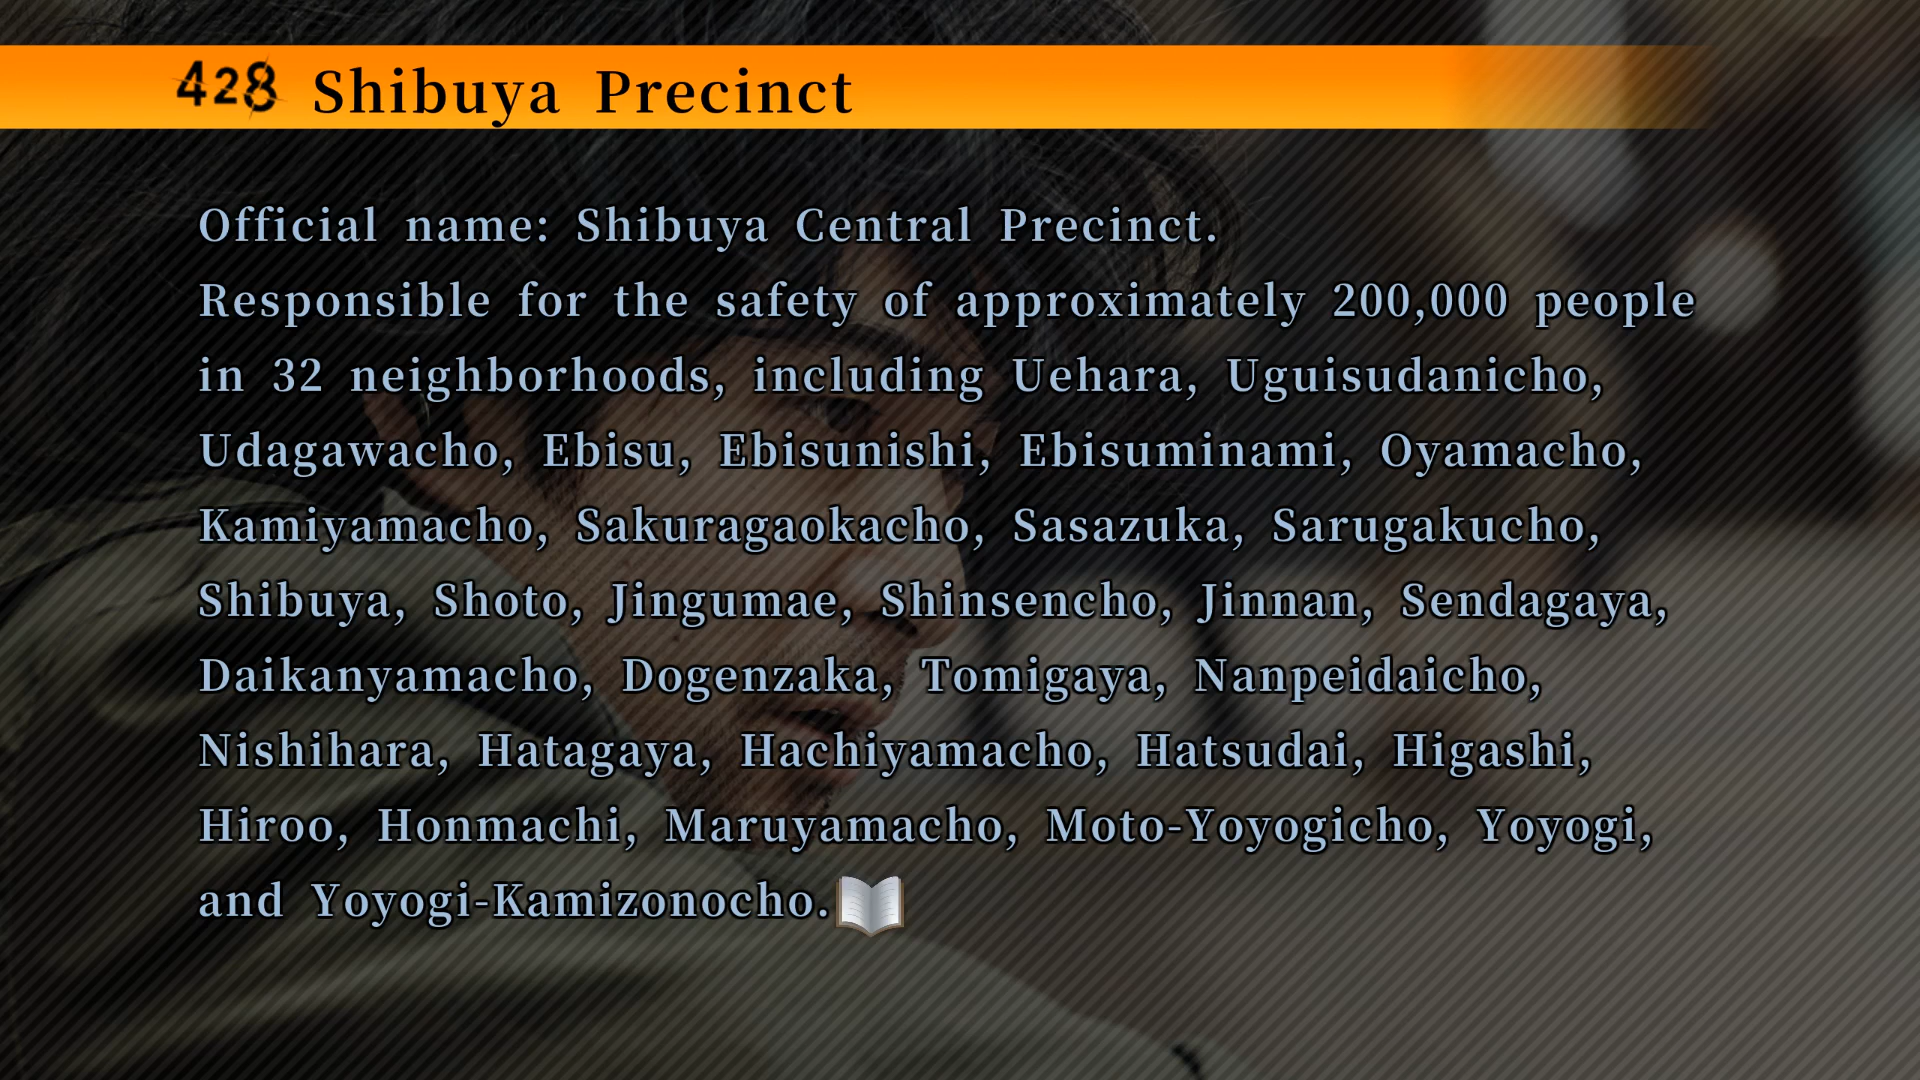 428 Shibuya Precinct
Official name: Shibuya Central Precinct.
Responsible for the safety of approximately 200,000 people
in 32 neighborhoods, including Uehara, Uguisudanicho,
Udagawacho, Ebisu, Ebisunishi, Ebisuminami, Oyamacho,
Kamiyamacho, Sakuragaokacho, Sasazuka, Sarugakucho,
Shibuya, Shoto, Jingumae, Shinsencho, Jinnan, Sendagaya,
Daikanyamacho, Dogenzaka, Tomigaya, Nanpeidaicho,
Nishihara, Hatagaya, Hachiyamacho, Hatsudai, Higashi,
Hiroo, Honmachi, Maruyamacho, Moto-Yoyogicho, Yoyogi,
and Yoyogi-Kamizonocho.